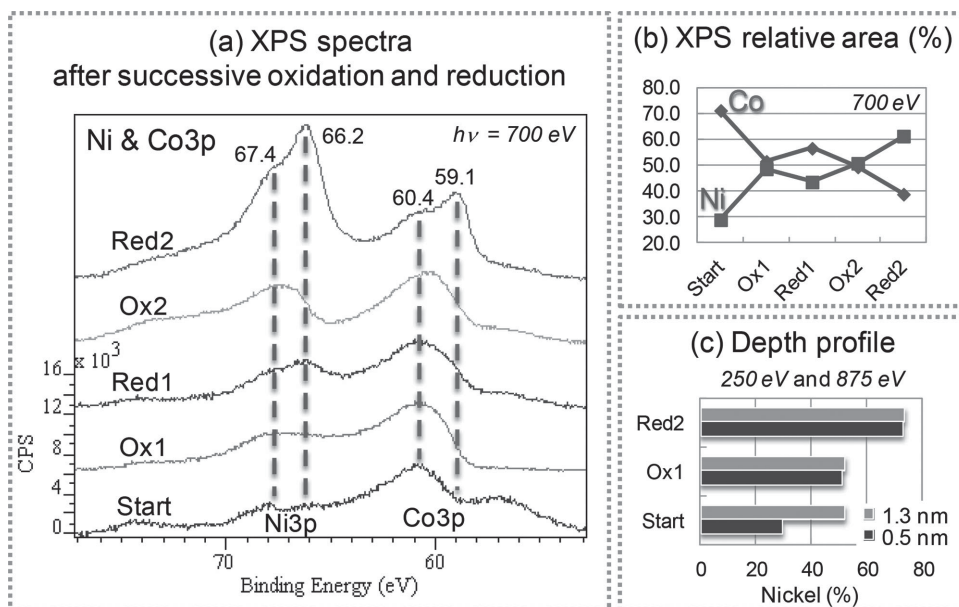 (a) XPS spectra
after successive oxidation and reduction
Ni & Co3p
hν = 700 eV
67.4
66.2
60.4
59.1
Red2
Ox2
Red1
Ox1
Start
Ni3p
Co3p
x 10³
16
12
8
4
0
CPS
70
60
Binding Energy (eV)
(b) XPS relative area (%)
80.0
70.0
60.0
50.0
40.0
30.0
20.0
Co
Ni
700 eV
Start
Ox1
Red1
Ox2
Red2
(c) Depth profile
250 eV and 875 eV
Red2
Ox1
Start
1.3 nm
0.5 nm
0
20
40
60
80
Nickel (%)